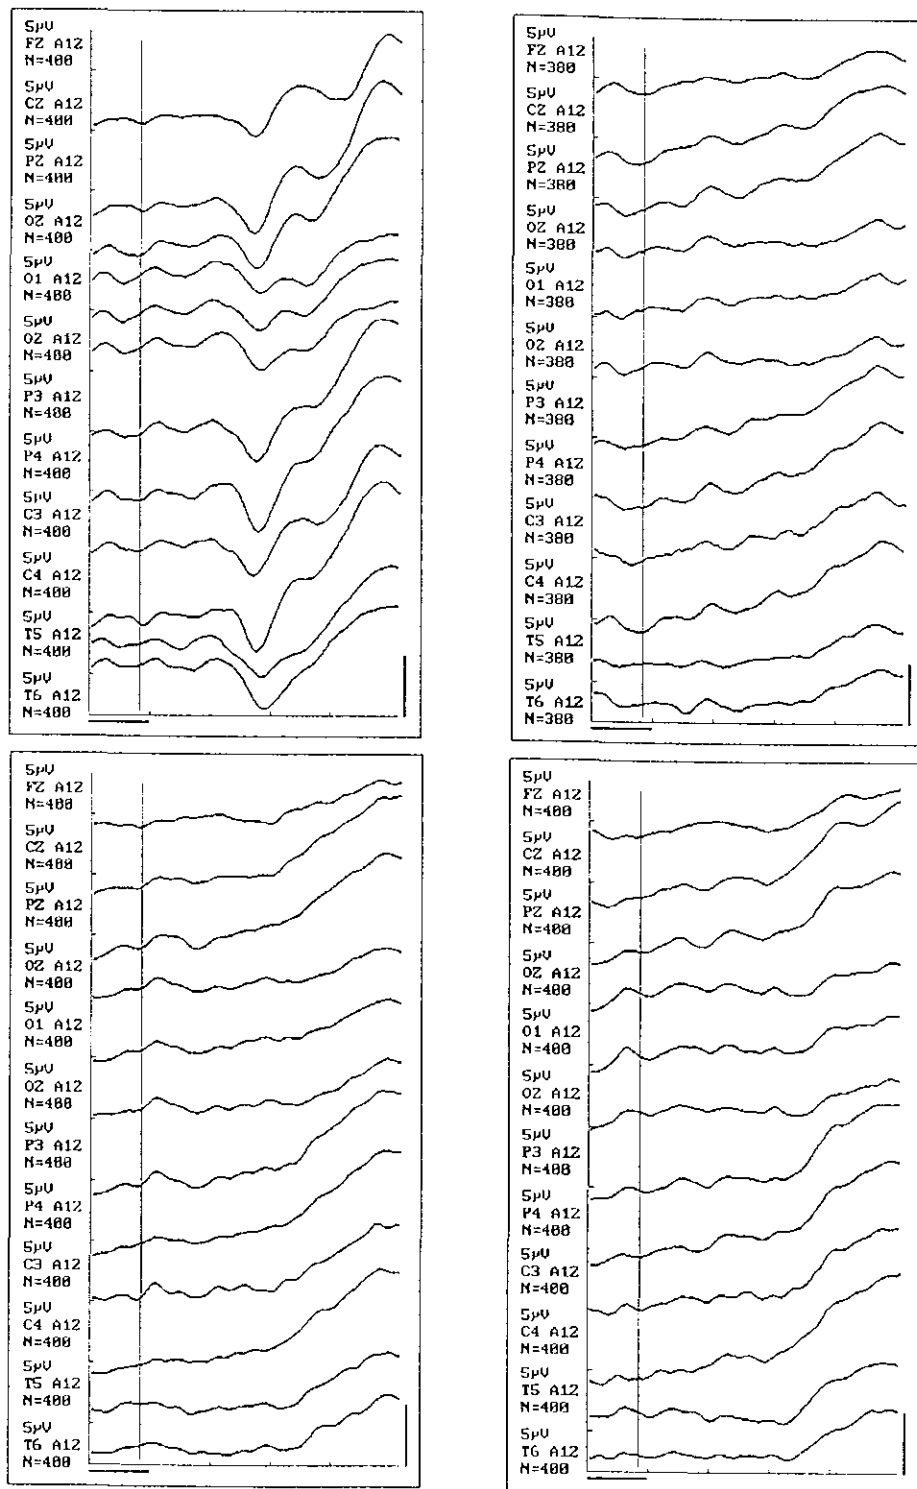 5µV
FZ A12
N=400
5µV
CZ A12
N=400
5µV
PZ A12
N=400
5µV
OZ A12
N=400
5µV
O1 A12
N=400
5µV
O2 A12
N=400
5µV
P3 A12
N=400
5µV
P4 A12
N=400
5µV
C3 A12
N=400
5µV
C4 A12
N=400
5µV
T5 A12
N=400
5µV
T6 A12
N=400
5µV
FZ A12
N=380
5µV
CZ A12
N=380
5µV
PZ A12
N=380
5µV
OZ A12
N=380
5µV
O1 A12
N=380
5µV
O2 A12
N=380
5µV
P3 A12
N=380
5µV
P4 A12
N=380
5µV
C3 A12
N=380
5µV
C4 A12
N=380
5µV
T5 A12
N=380
5µV
T6 A12
N=380
5µV
FZ A12
N=400
5µV
CZ A12
N=400
5µV
PZ A12
N=400
5µV
OZ A12
N=400
5µV
O1 A12
N=400
5µV
O2 A12
N=400
5µV
P3 A12
N=400
5µV
P4 A12
N=400
5µV
C3 A12
N=400
5µV
C4 A12
N=400
5µV
T5 A12
N=400
5µV
T6 A12
N=400
5µV
FZ A12
N=400
5µV
CZ A12
N=400
5µV
PZ A12
N=400
5µV
OZ A12
N=400
5µV
O1 A12
N=400
5µV
O2 A12
N=400
5µV
P3 A12
N=400
5µV
P4 A12
N=400
5µV
C3 A12
N=400
5µV
C4 A12
N=400
5µV
T5 A12
N=400
5µV
T6 A12
N=400